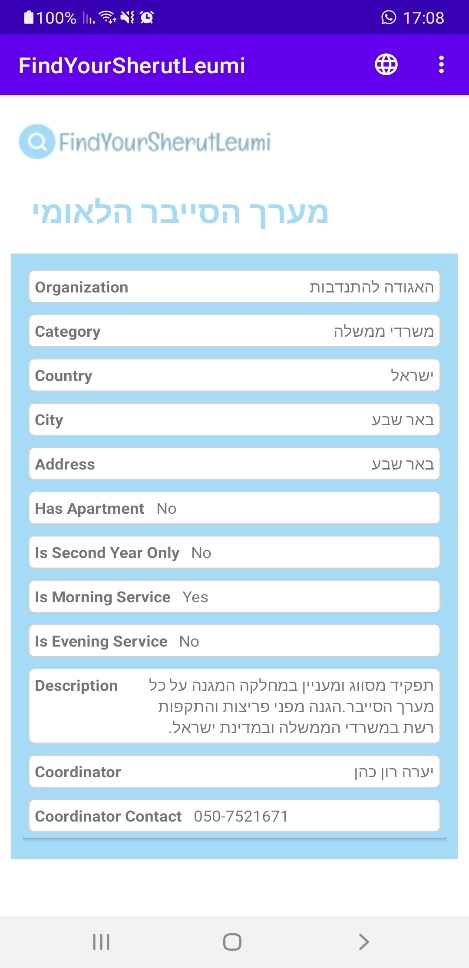 100% 17:08
FindYourSherutLeumi
FindYourSherutLeumi
מערך הסייבר הלאומי
Organization האגודה להתנדבות
Category משרדי ממשלה
Country ישראל
City באר שבע
Address באר שבע
Has Apartment No
Is Second Year Only No
Is Morning Service Yes
Is Evening Service No
Description תפקיד מסווג ומעניין במחלקה המגנה על כל
מערך הסייבר.הגנה מפני פריצות והתקפות
רשת במשרדי הממשלה ובמדינת ישראל.
Coordinator יערה רון כהן
Coordinator Contact 050-7521671